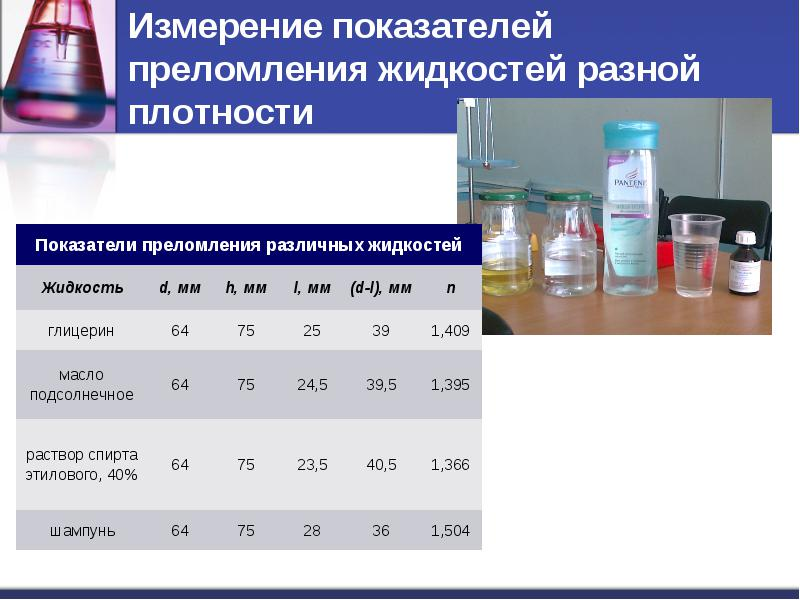 Измерение показателей
преломления жидкостей разной
плотности
PANTENE
Показатели преломления различных жидкостей
Жидкость d, мм h, мм l, мм (d-l), мм n
глицерин 64 75 25 39 1,409
масло
подсолнечное 64 75 24,5 39,5 1,395
раствор спирта
этилового, 40% 64 75 23,5 40,5 1,366
шампунь 64 75 28 36 1,504